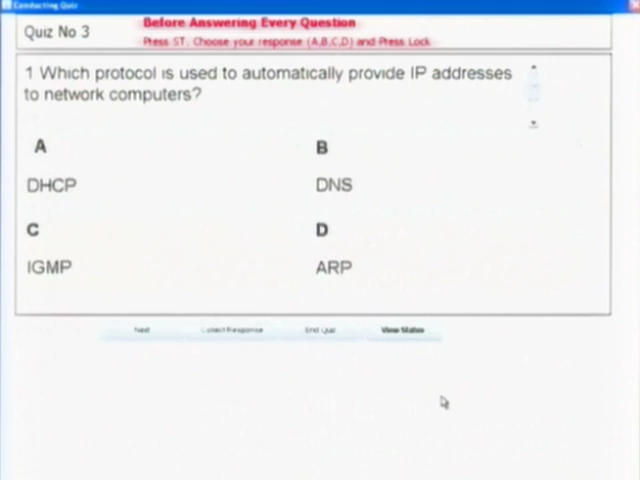 Conducting Quiz
Quiz No 3
Before Answering Every Question
Press ST, Choose your response (A,B,C,D) and Press Lock
1 Which protocol is used to automatically provide IP addresses
to network computers?
A
B
DHCP
DNS
C
D
IGMP
ARP
Next
Collect Response
End Quiz
View Status